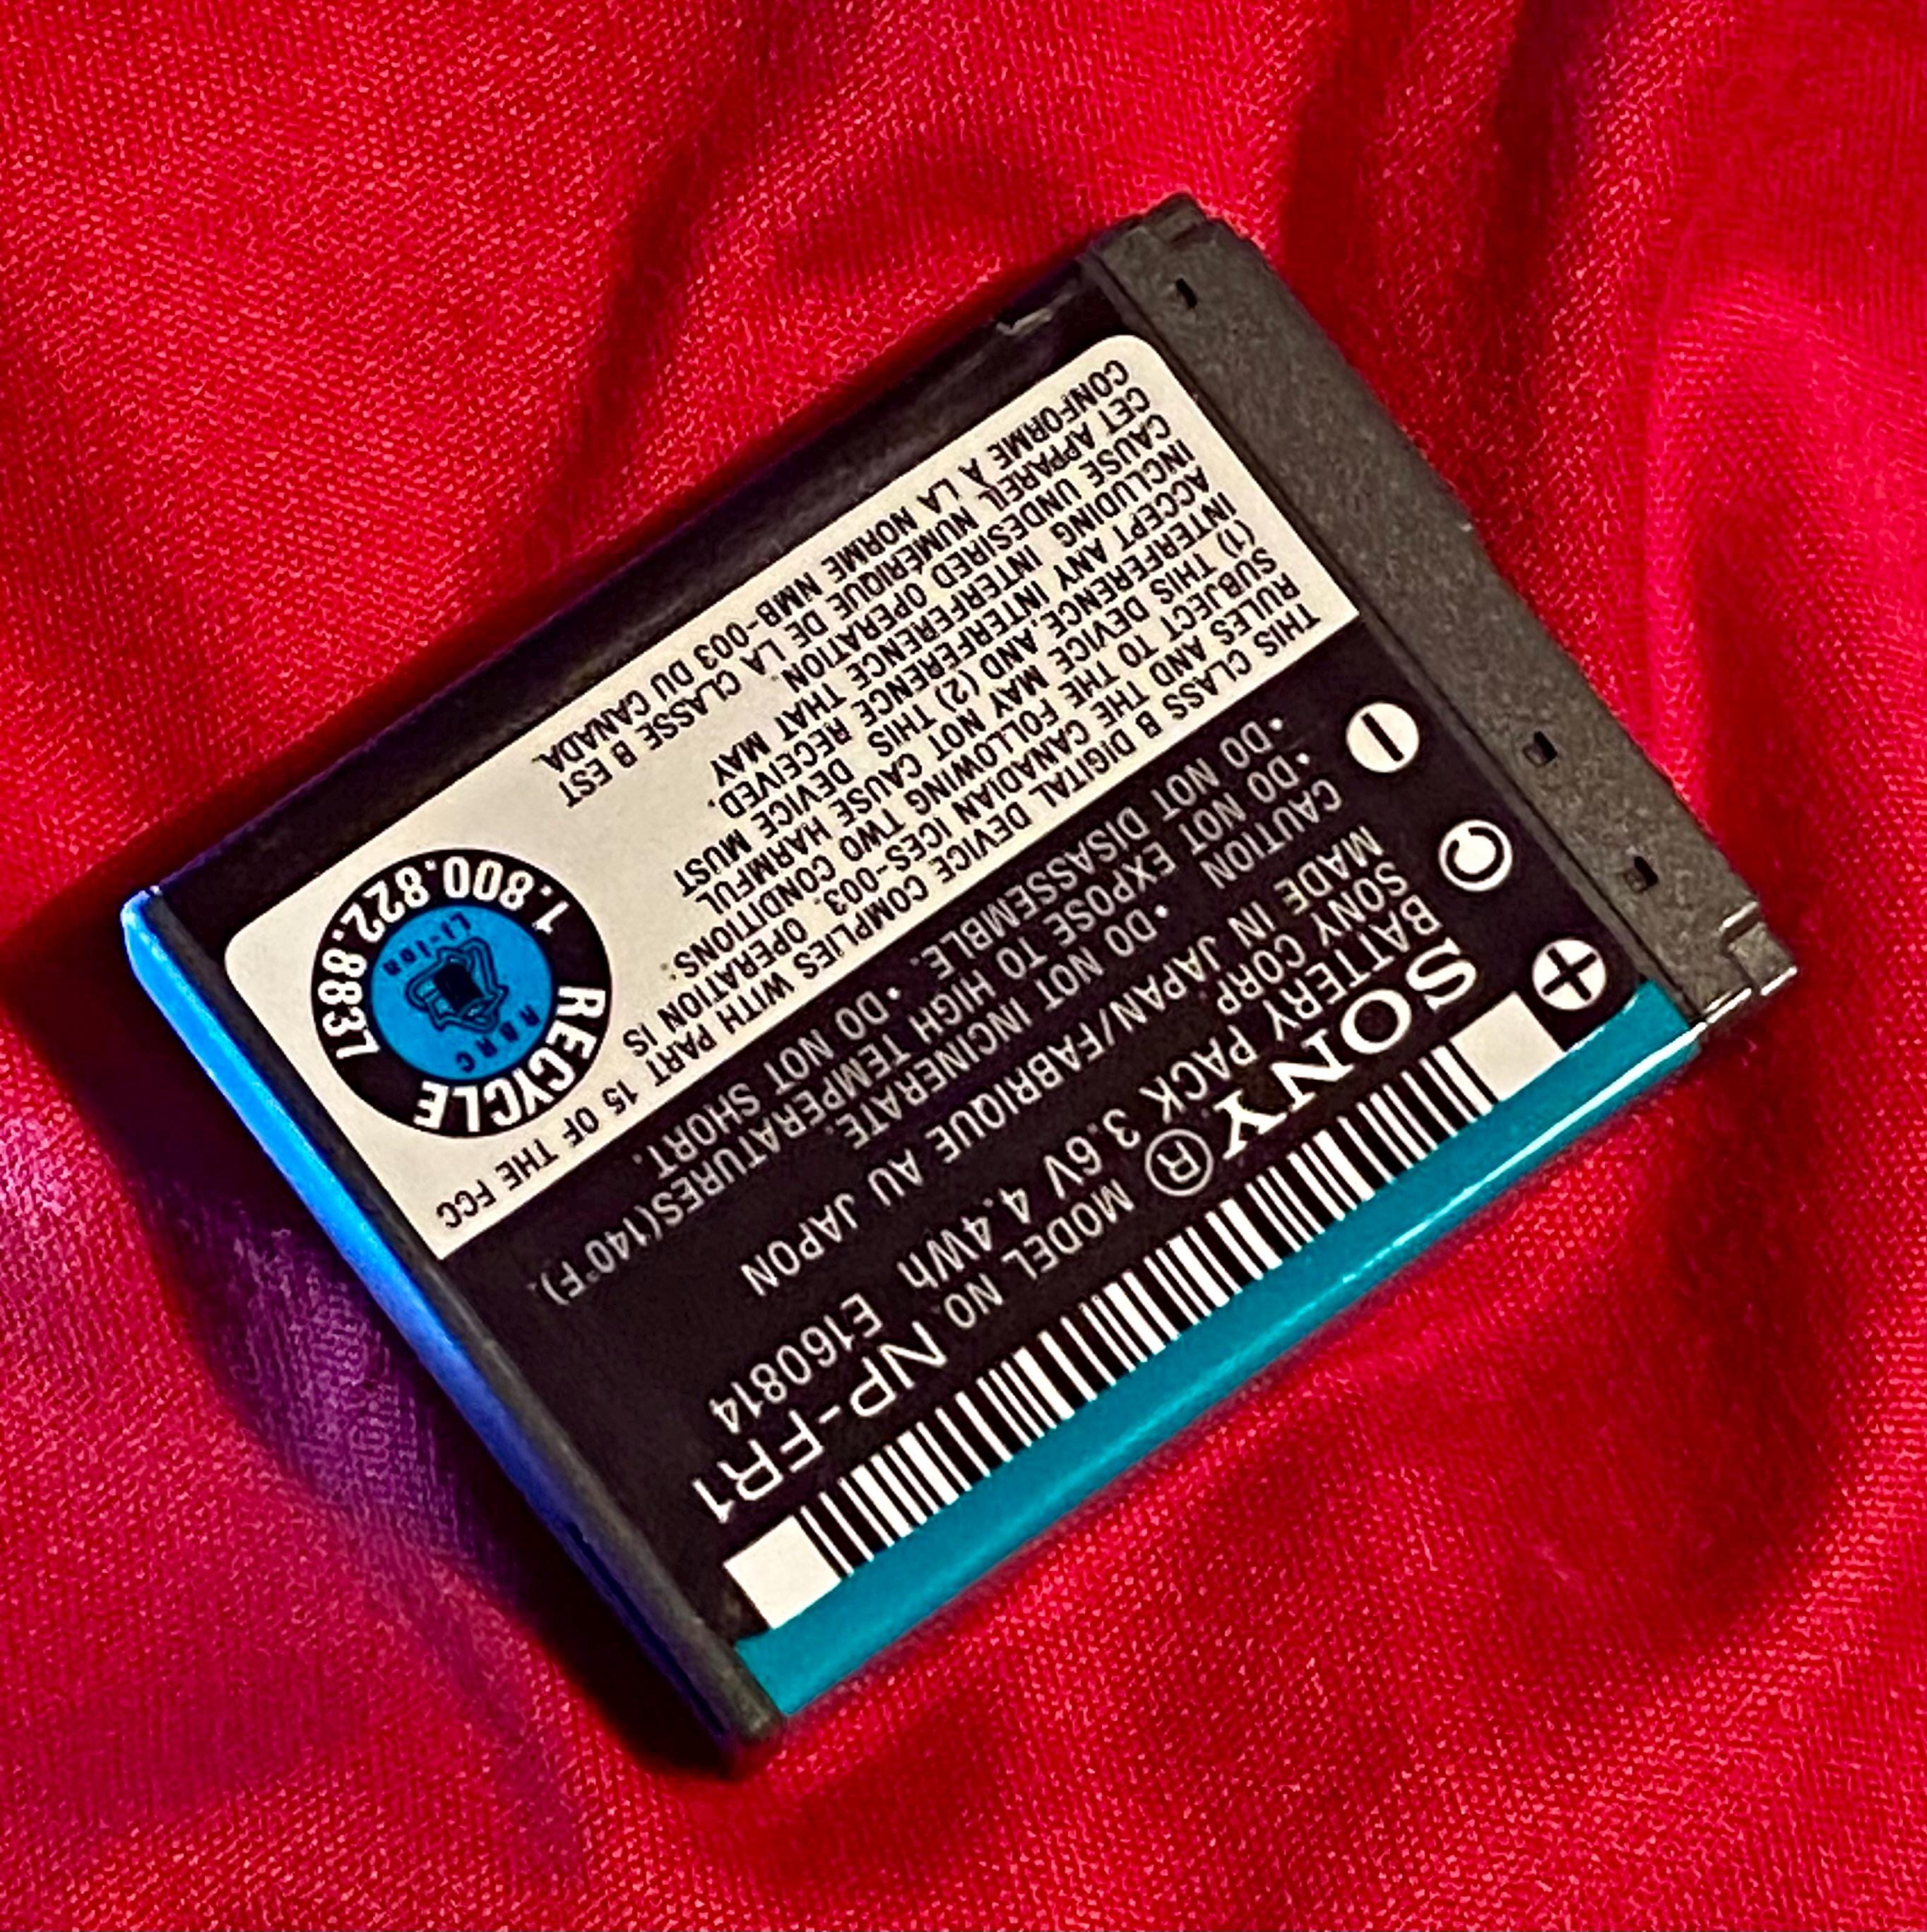 SONY® MODEL NO. NP-FR1
BATTERY PACK 3.6V 4.4Wh E160814
SONY CORP.
MADE IN JAPAN/FABRIQUE AU JAPON
CAUTION •DO NOT INCINERATE.
•DO NOT EXPOSE TO HIGH TEMPERATURES(140°F).
•DO NOT DISASSEMBLE. •DO NOT SHORT.
+ C −
THIS CLASS B DIGITAL DEVICE COMPLIES WITH PART 15 OF THE FCC
RULES AND THE CANADIAN ICES-003. OPERATION IS
SUBJECT TO THE FOLLOWING TWO CONDITIONS.
(1) THIS DEVICE MAY NOT CAUSE HARMFUL
INTERFERENCE, AND (2) THIS DEVICE MUST
ACCEPT ANY INTERFERENCE RECEIVED.
INCLUDING INTERFERENCE THAT MAY
CAUSE UNDESIRED OPERATION.
CET APPAREIL NUMÉRIQUE DE LA CLASSE B EST
CONFORME À LA NORME NMB-003 DU CANADA.
RECYCLE
RBRC
Li-ion
1.800.822.8837